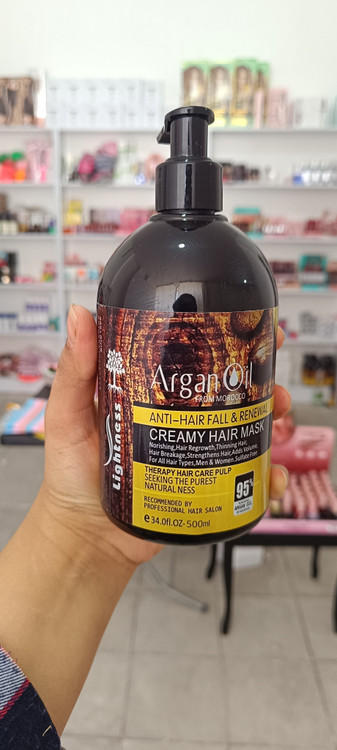 Lightness
Argan Oil
FROM MOROCCO
ANTI-HAIR FALL & RENEWAL
CREAMY HAIR MASK
Norishing,Hair Regrowth,Thinning Hair,
Hair Breakage,Strengthens Hair,Adds Volume,
For All Hair Types,Men & Women.Sulfate Free
THERAPY HAIR CARE PULP
SEEKING THE PUREST
NATURAL NESS
RECOMMENDED BY
PROFESSIONAL HAIR SALON
e34.0fl.OZ-500ml
95%